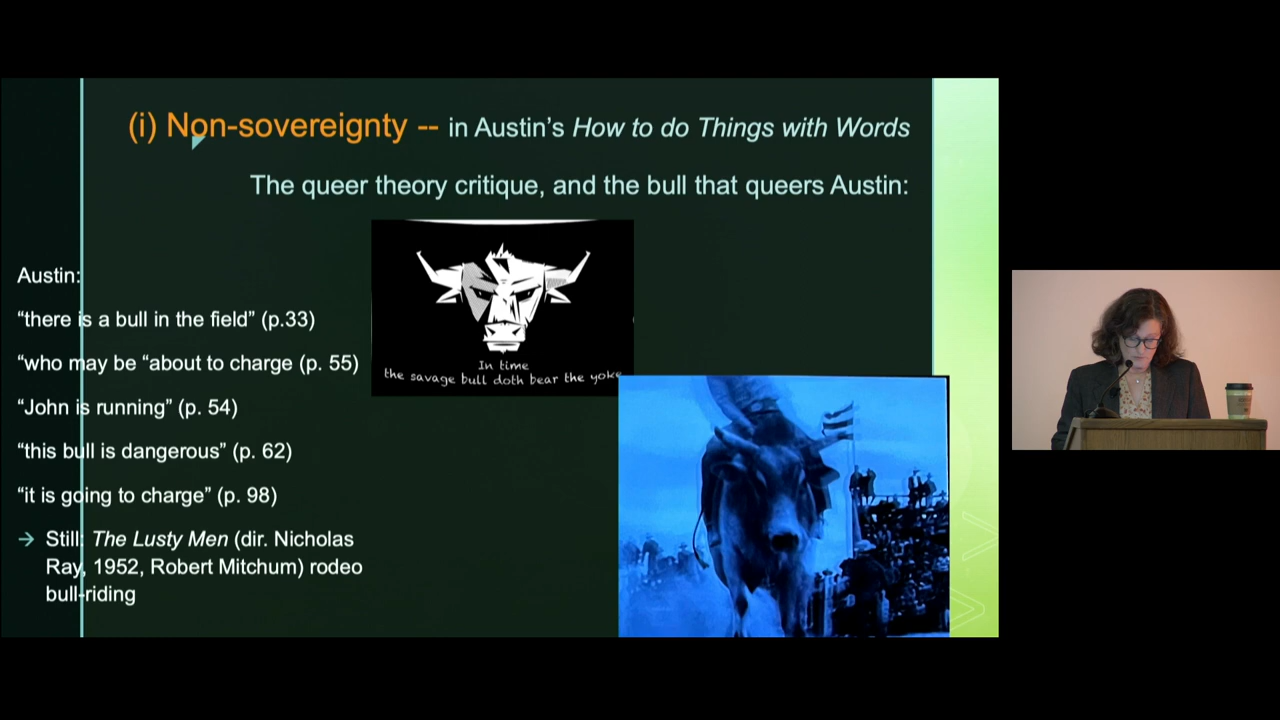 (i) Non-sovereignty -- in Austin’s How to do Things with Words
The queer theory critique, and the bull that queers Austin:
In time
the savage bull doth bear the yoke
Austin:
“there is a bull in the field” (p.33)
“who may be “about to charge (p. 55)
“John is running” (p. 54)
“this bull is dangerous” (p. 62)
“it is going to charge” (p. 98)
→ Still: The Lusty Men (dir. Nicholas
Ray, 1952, Robert Mitchum) rodeo
bull-riding